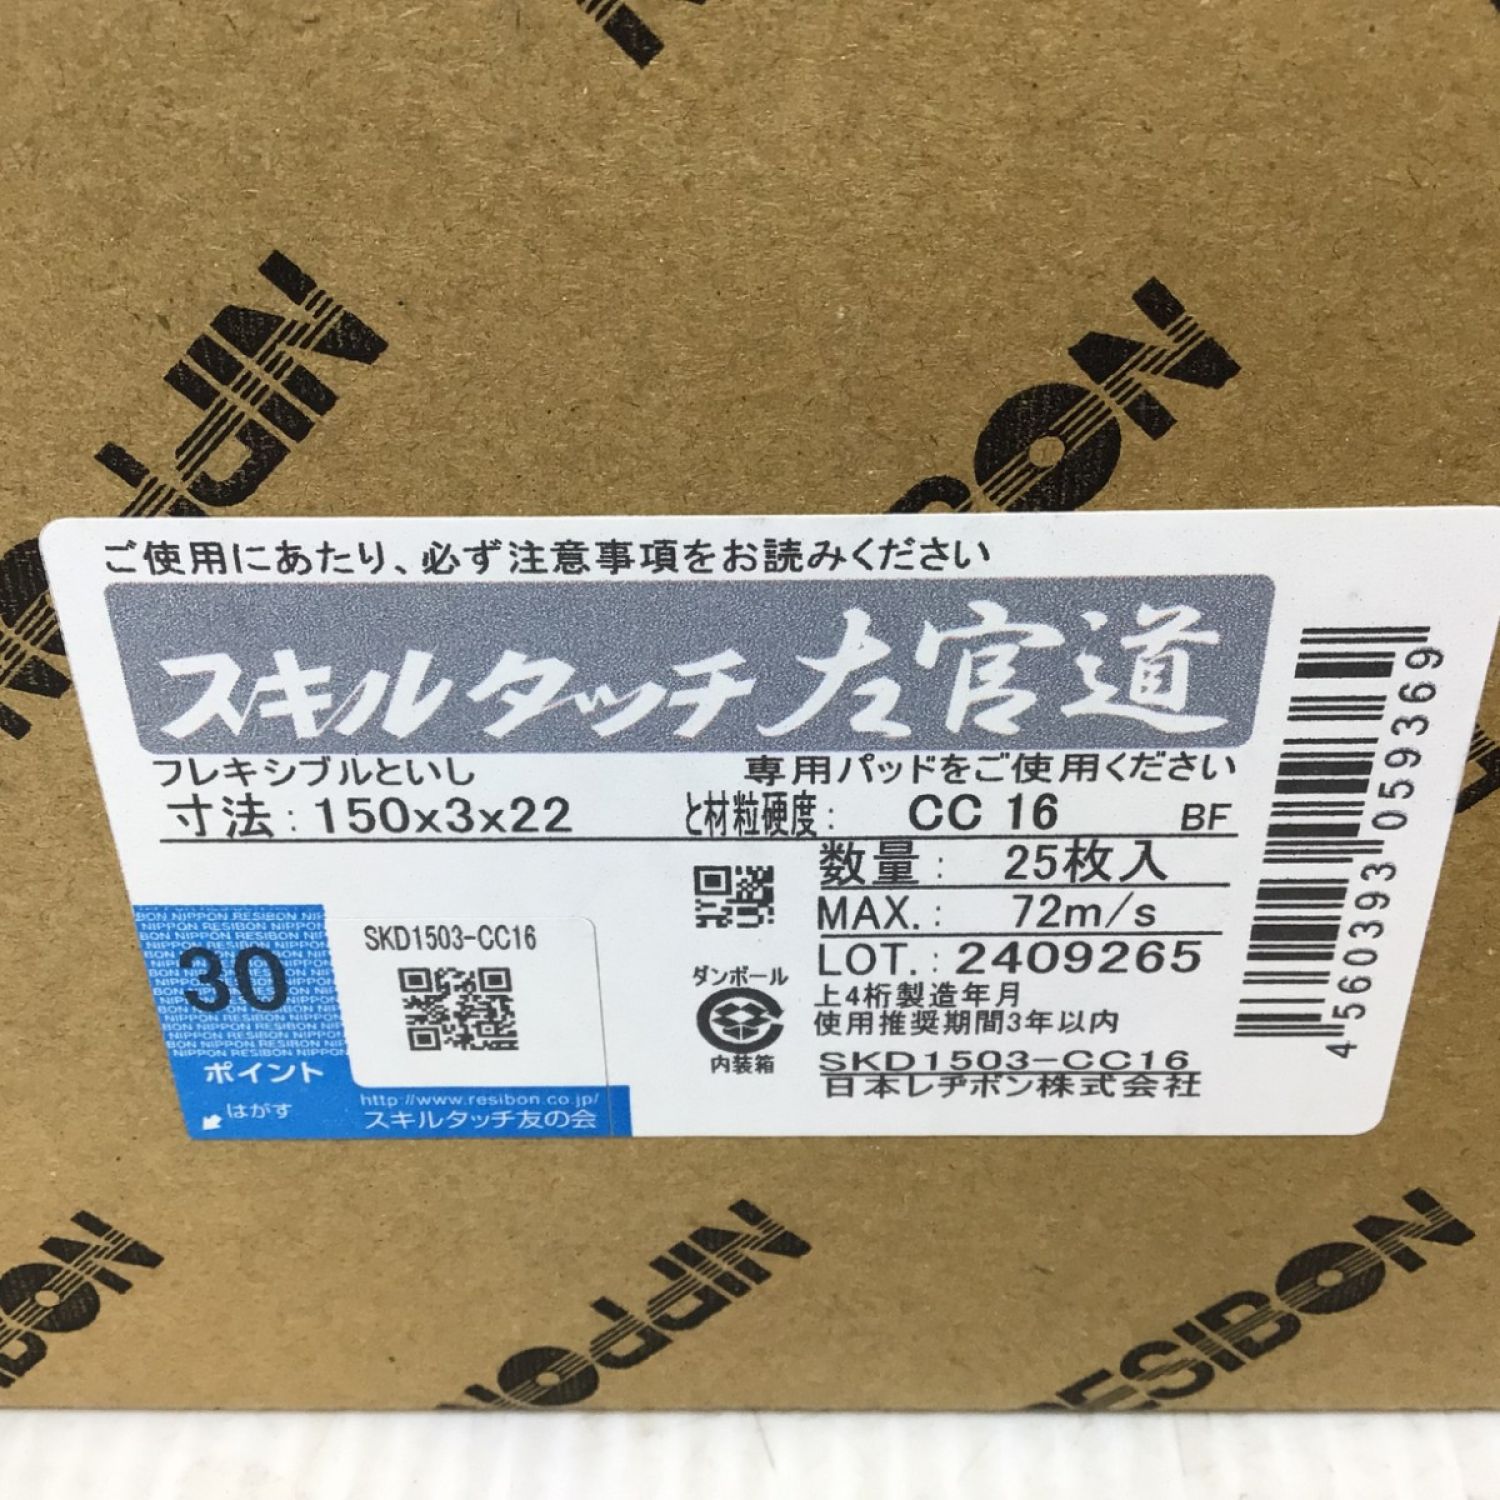 NIPPON
RESIBON
ご使用にあたり、必ず注意事項をお読みください
スキルタッチ左官道
フレキシブルといし
専用パッドをご使用ください
寸法:150x3x22
と材粒硬度: CC 16 BF
数量: 25枚入
MAX.: 72m/s
LOT.:2409265
上4桁製造年月
使用推奨期間3年以内
SKD1503-CC16
日本レヂボン株式会社
ダンボール
内装箱
30
ポイント
はがす
SKD1503-CC16
http://www.resibon.co.jp/
スキルタッチ友の会
4560393059369
BON NIPPON RESIBON NIP
NIPPON RESIBON NIPPON
NIPPON
RESIBON